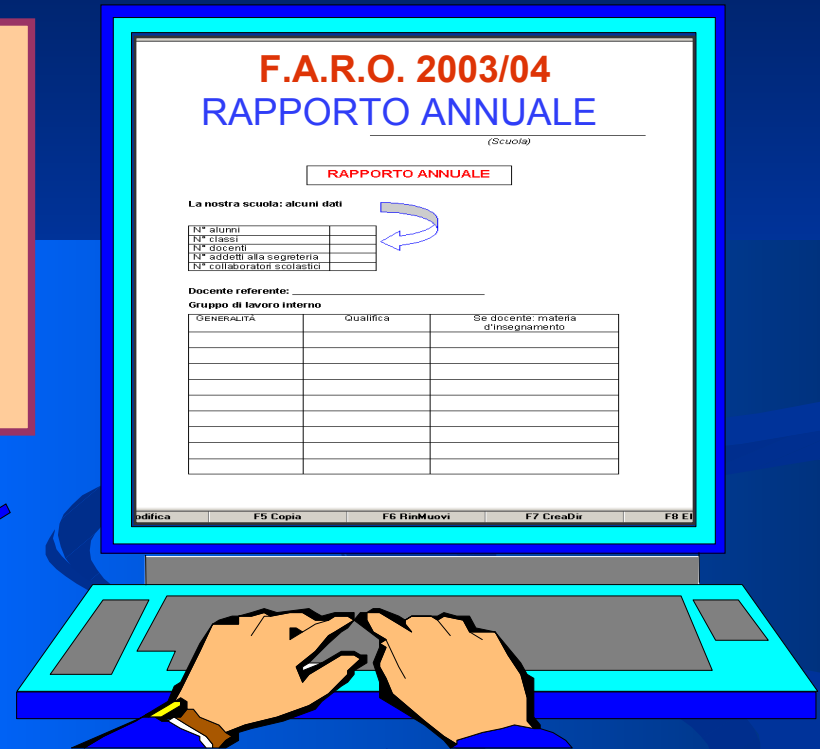 F.A.R.O. 2003/04
RAPPORTO ANNUALE
(Scuola)
RAPPORTO ANNUALE
La nostra scuola: alcuni dati
N° alunni
N° classi
N° docenti
N° addetti alla segreteria
N° collaboratori scolastici
Docente referente:
Gruppo di lavoro interno
GENERALITÀ Qualifica Se docente: materia
d'insegnamento
odifica F5 Copia F6 RinMuovi F7 CreaDir F8 El